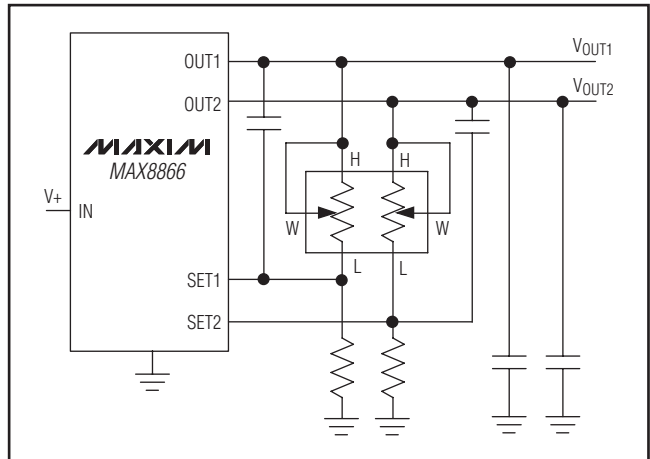 OUT1
VOUT1
OUT2
VOUT2
MAXIM
MAX8866
H
H
V+
IN
W
W
L
L
SET1
SET2